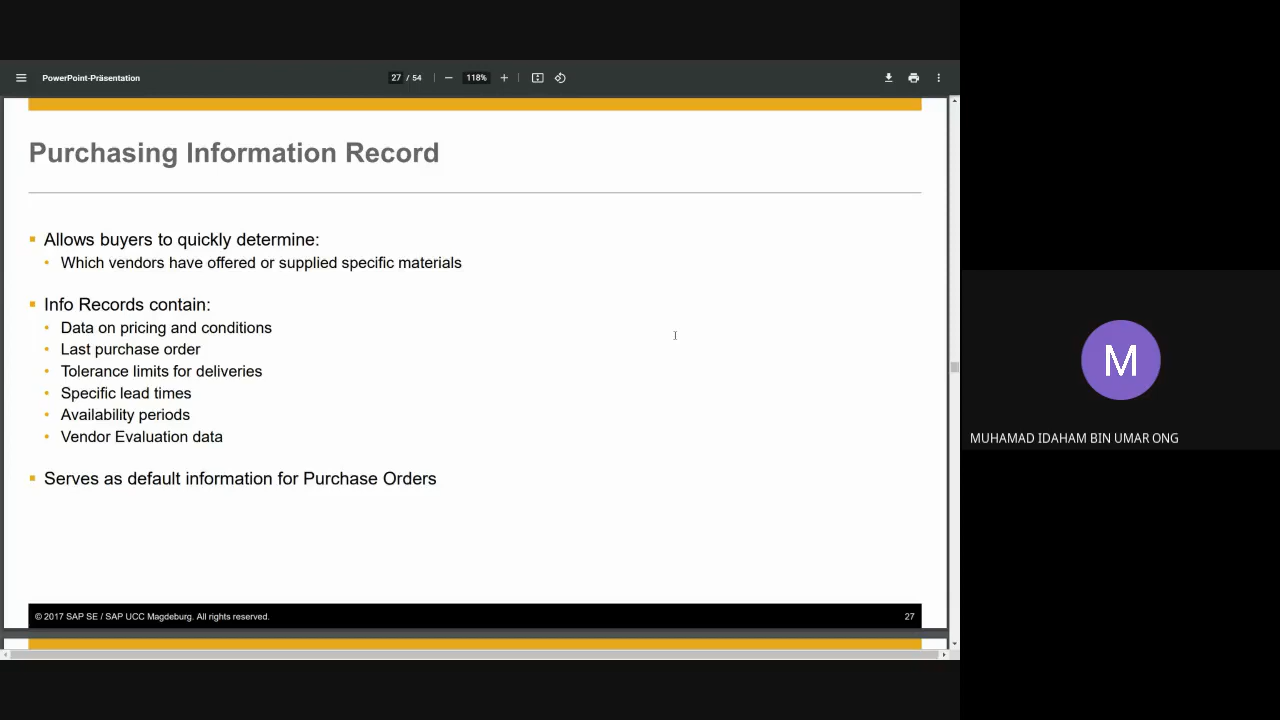 PowerPoint-Präsentation
27 / 54
118%
Purchasing Information Record
Allows buyers to quickly determine:
Which vendors have offered or supplied specific materials
Info Records contain:
Data on pricing and conditions
Last purchase order
Tolerance limits for deliveries
Specific lead times
Availability periods
Vendor Evaluation data
Serves as default information for Purchase Orders
© 2017 SAP SE / SAP UCC Magdeburg. All rights reserved.
27
M
MUHAMAD IDAHAM BIN UMAR ONG